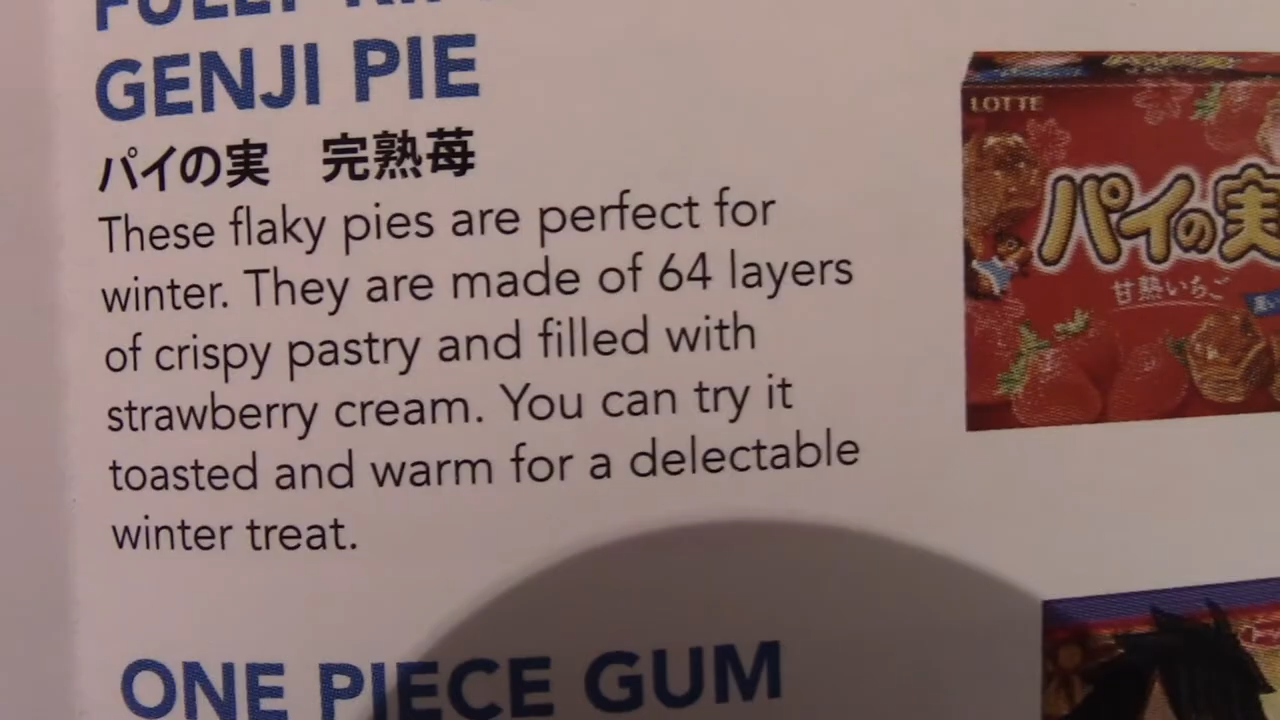 GENJI PIE
パイの実 完熟苺
These flaky pies are perfect for
winter. They are made of 64 layers
of crispy pastry and filled with
strawberry cream. You can try it
toasted and warm for a delectable
winter treat.
LOTTE
パイの実
甘熟いちご
ONE PIECE GUM